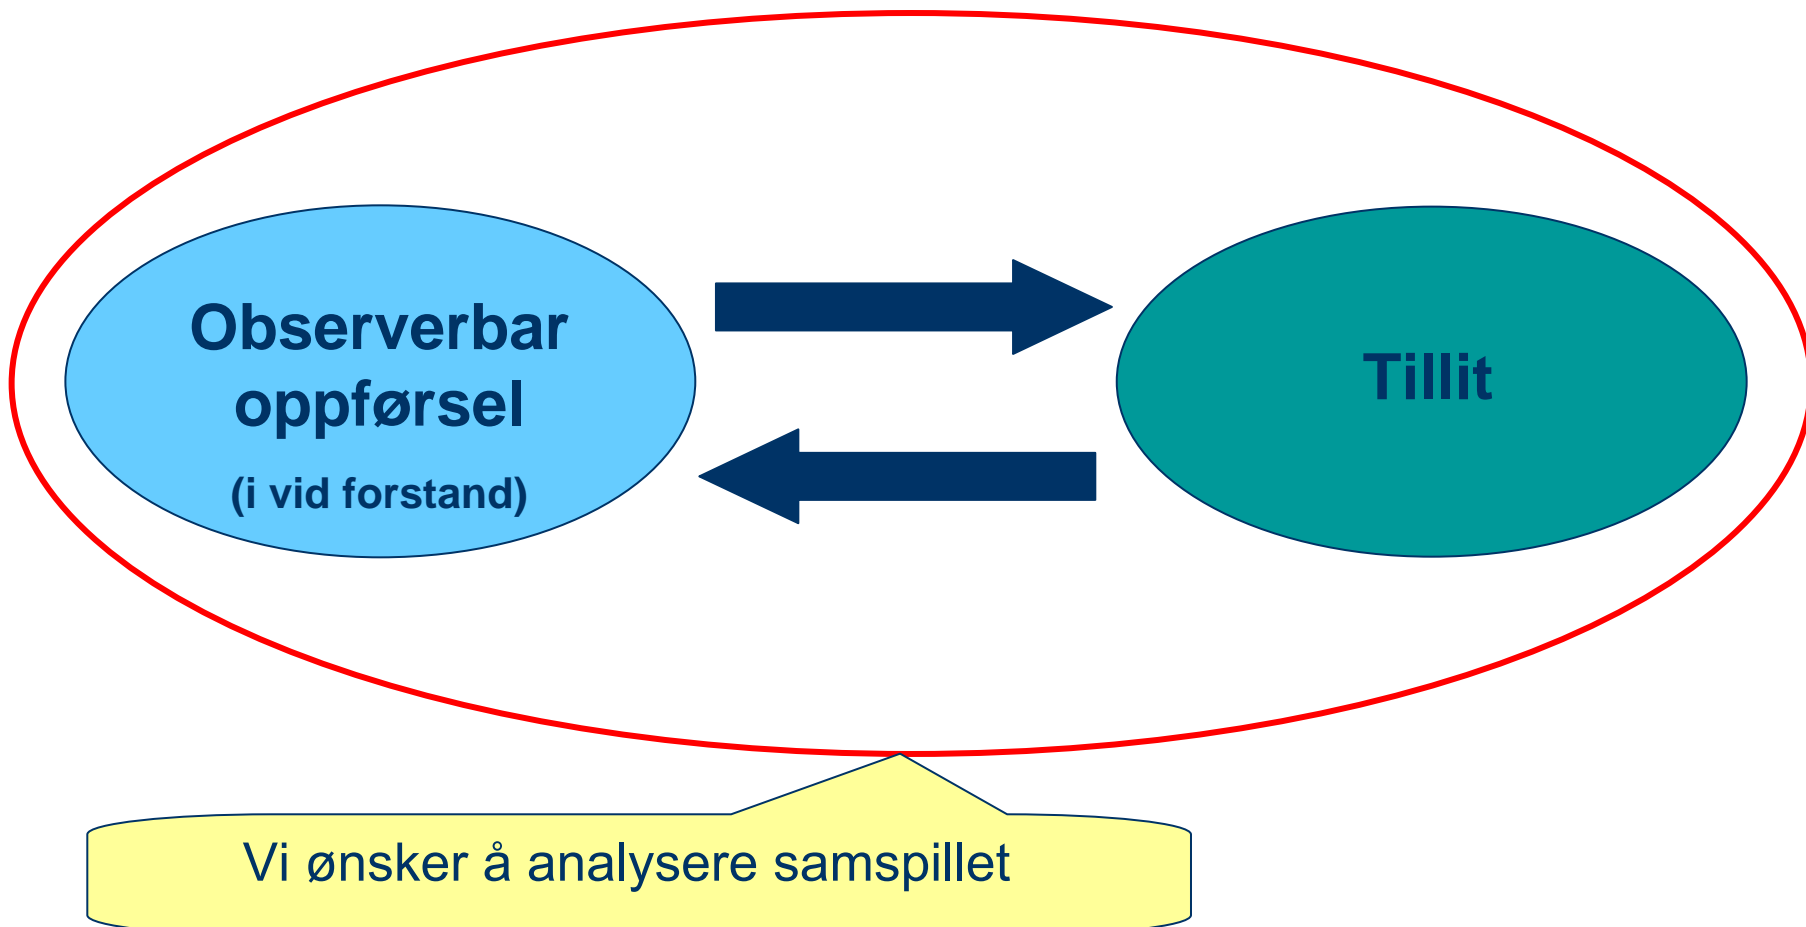 Observerbar
oppførsel
(i vid forstand)
Tillit
Vi ønsker å analysere samspillet